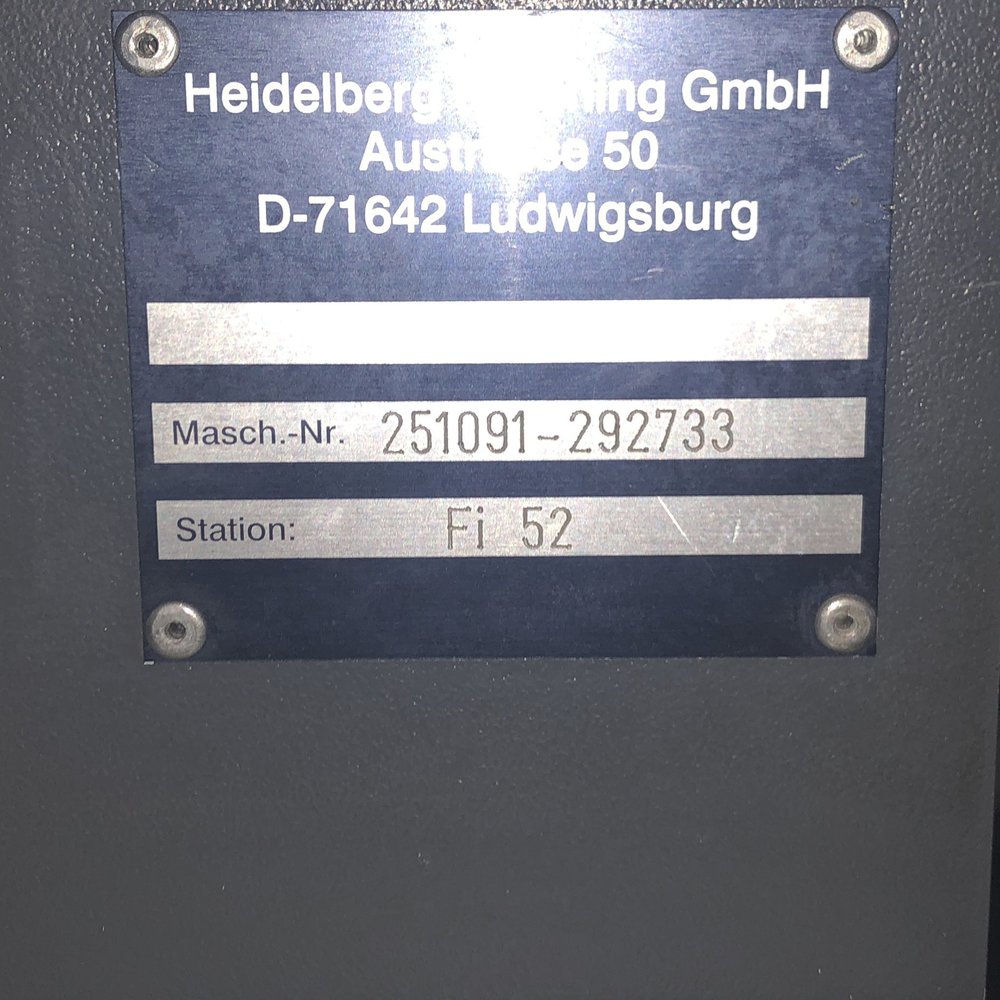 Heidelberg GmbH
50
D-71642 Ludwigsburg
Masch.-Nr. 251091-292733
Station: Fi 52